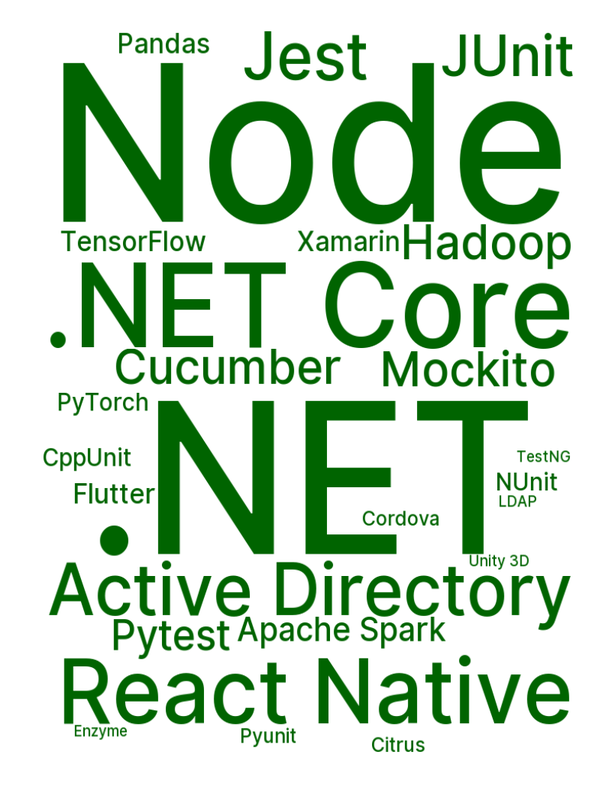 Pandas
Jest
JUnit
Node
TensorFlow
Xamarin
Hadoop
.NET Core
Cucumber
Mockito
PyTorch
.NET
CppUnit
TestNG
NUnit
Flutter
LDAP
Cordova
Unity 3D
Active Directory
Pytest
Apache Spark
React Native
Enzyme
Pyunit
Citrus